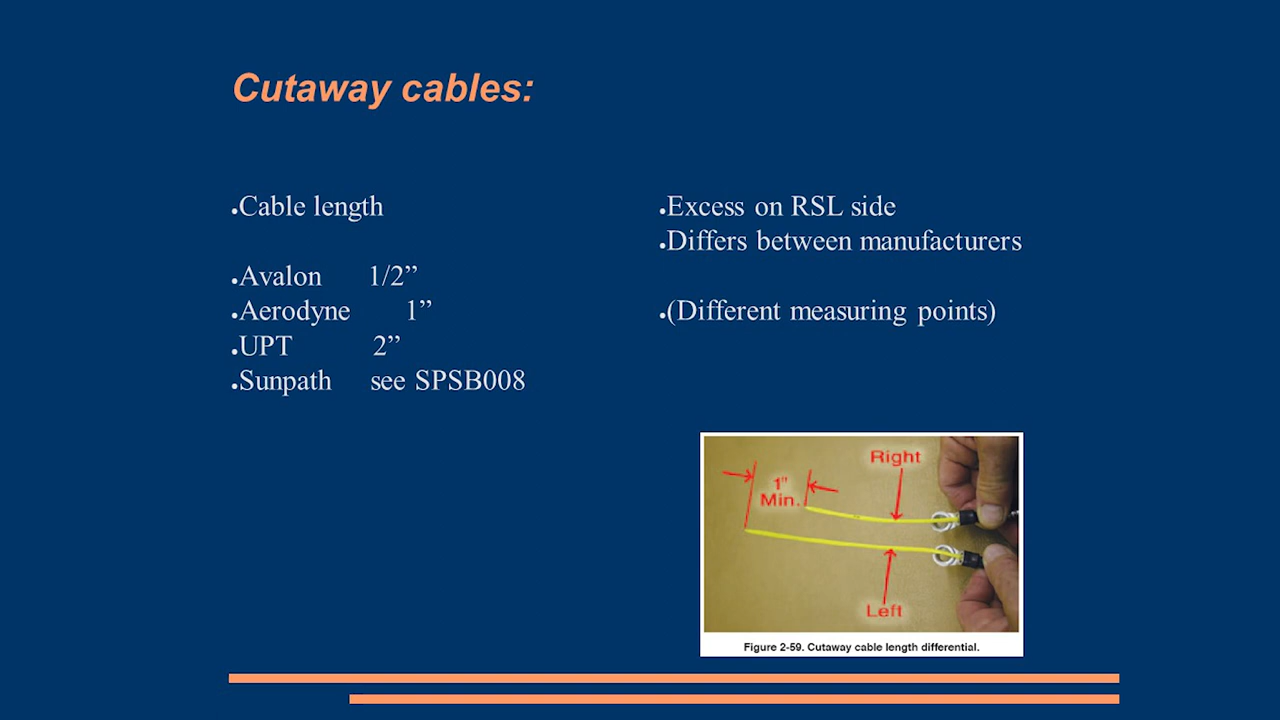 Cutaway cables:
●Cable length
●Avalon 1/2”
●Aerodyne 1”
●UPT 2”
●Sunpath see SPSB008
●Excess on RSL side
●Differs between manufacturers
●(Different measuring points)
Right
1"
Min.
Left
Figure 2-59. Cutaway cable length differential.